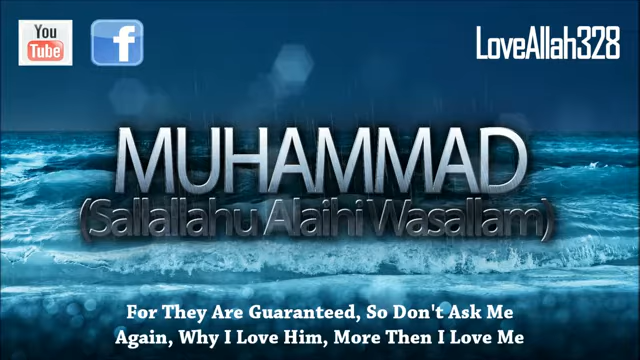 You
Tube
f
LoveAllah328
MUHAMMAD
(Sallallahu Alaihi Wasallam)
For They Are Guaranteed, So Don't Ask Me
Again, Why I Love Him, More Then I Love Me